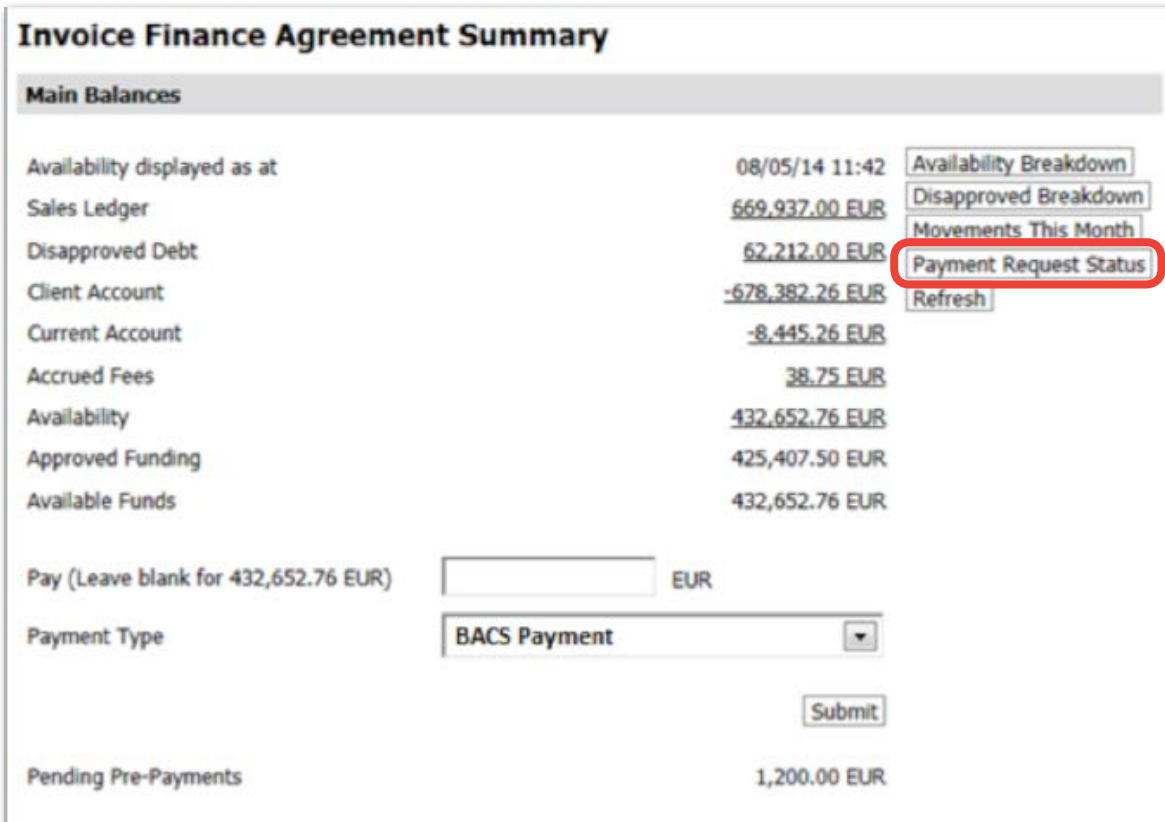 Invoice Finance Agreement Summary
Main Balances
Availability displayed as at 08/05/14 11:42 Availability Breakdown
Sales Ledger 669,937.00 EUR Disapproved Breakdown
Movements This Month
Disapproved Debt 62,212.00 EUR Payment Request Status
Client Account -678,382.26 EUR Refresh
Current Account -8,445.26 EUR
Accrued Fees 38.75 EUR
Availability 432,652.76 EUR
Approved Funding 425,407.50 EUR
Available Funds 432,652.76 EUR
Pay (Leave blank for 432,652.76 EUR) EUR
Payment Type BACS Payment
Submit
Pending Pre-Payments 1,200.00 EUR